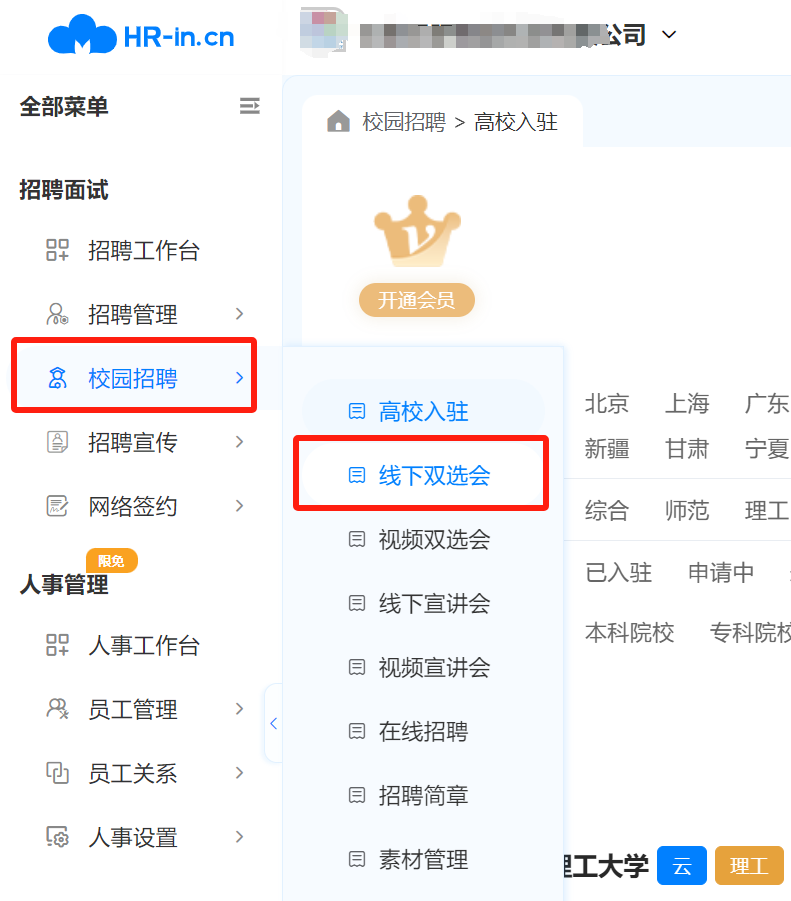 HR-in.cn
公司
全部菜单
校园招聘 > 高校入驻
招聘面试
招聘工作台
开通会员
招聘管理
校园招聘
招聘宣传
网络签约
限免
人事管理
人事工作台
员工管理
员工关系
人事设置
高校入驻
线下双选会
视频双选会
线下宣讲会
视频宣讲会
在线招聘
招聘简章
素材管理
北京 上海 广东
新疆 甘肃 宁夏
综合 师范 理工
已入驻 申请中
本科院校 专科院校
理工大学 云 理工